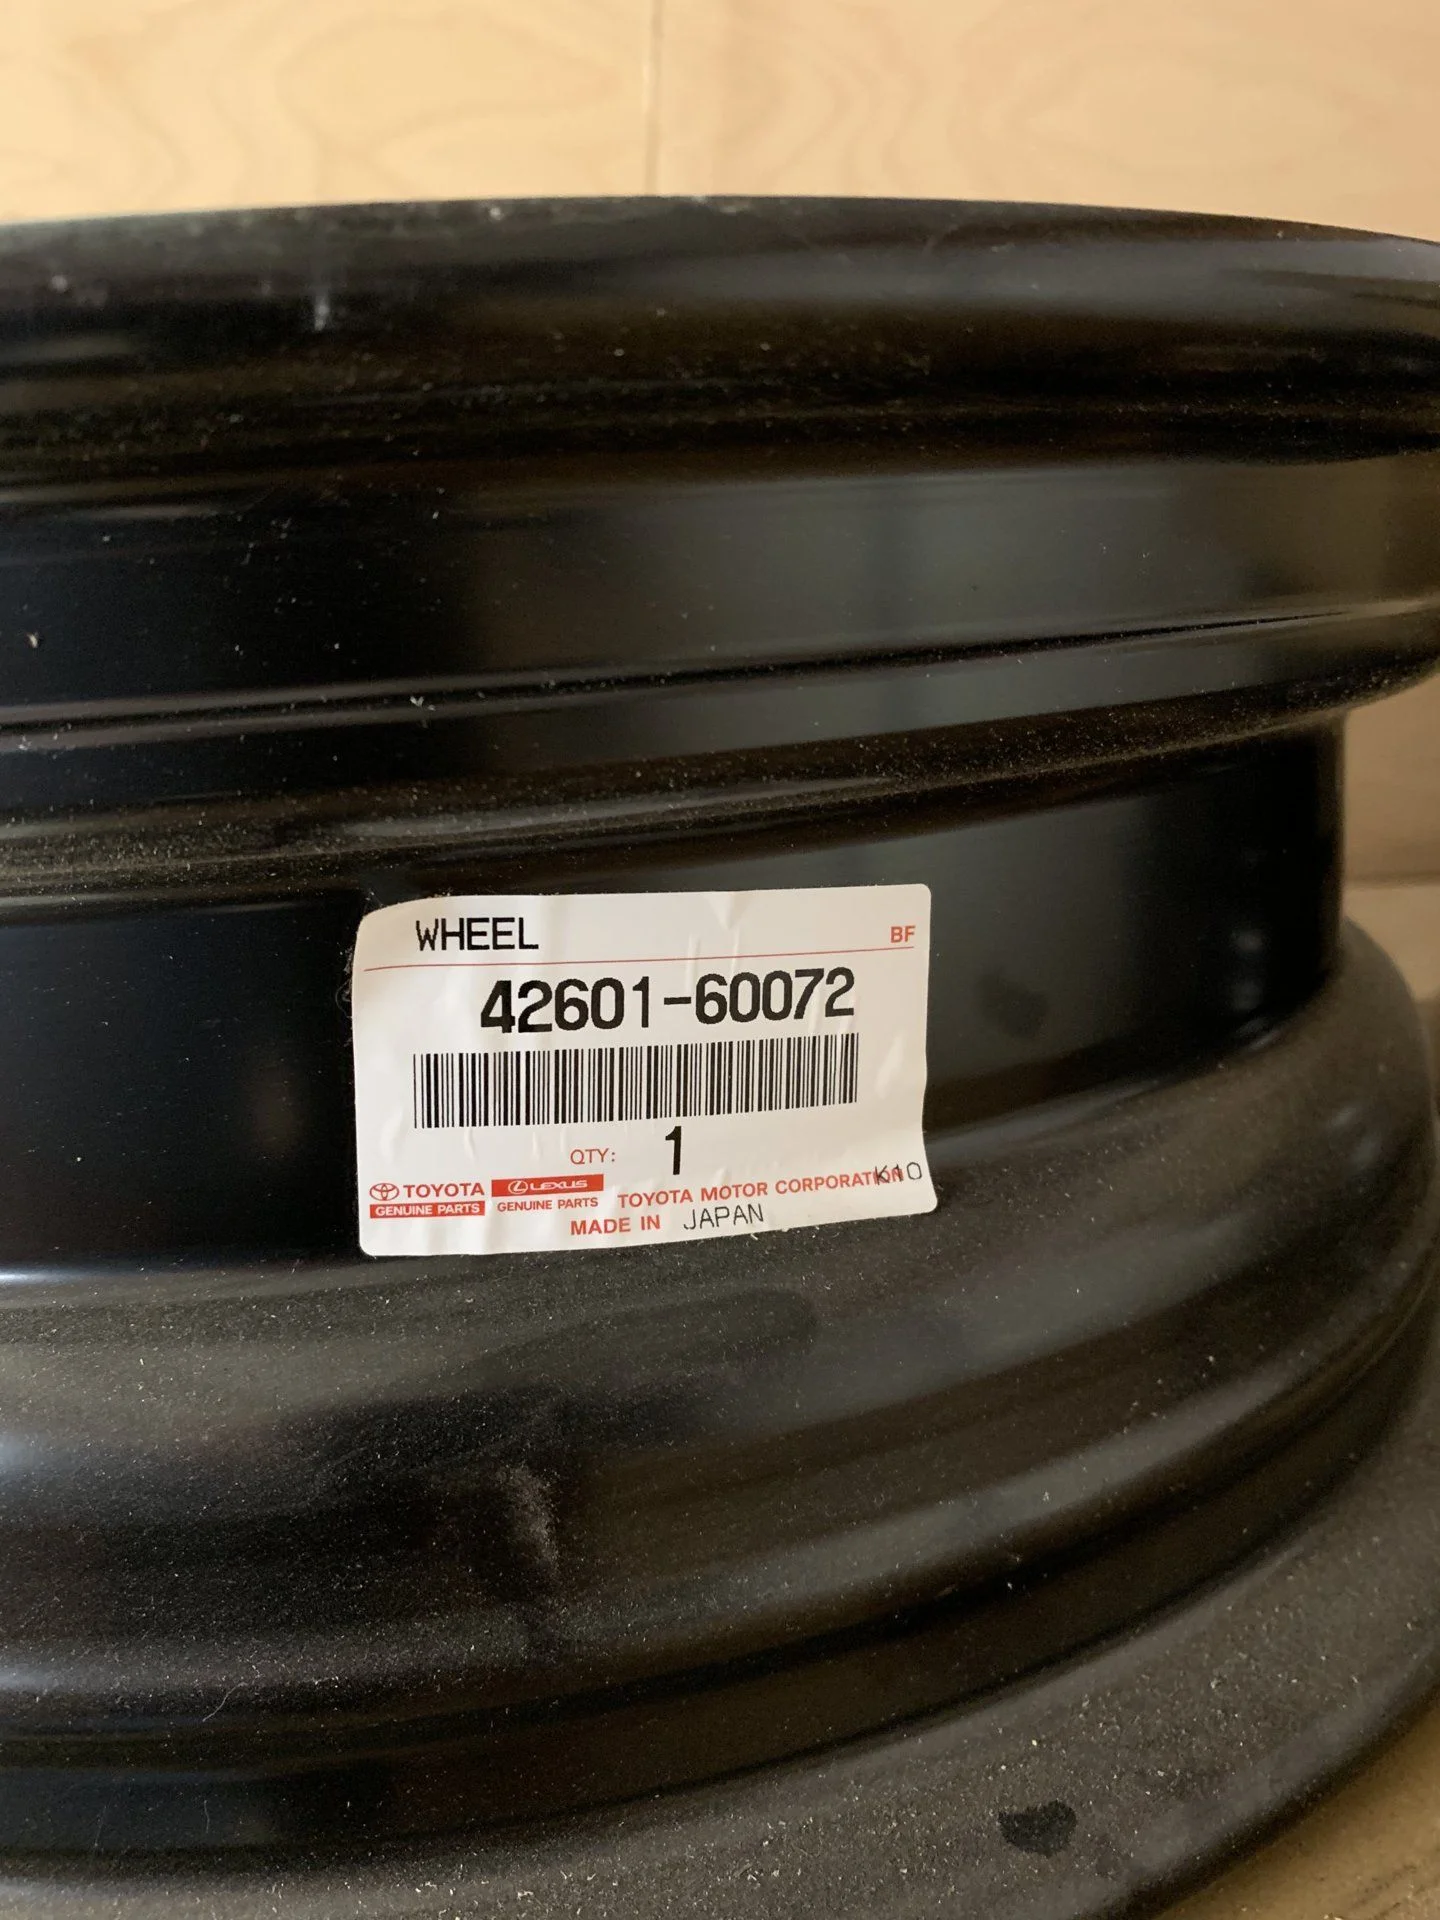 WHEEL
BF
42601-60072
QTY: 1
TOYOTA LEXUS
GENUINE PARTS GENUINE PARTS TOYOTA MOTOR CORPORATION K10
MADE IN JAPAN